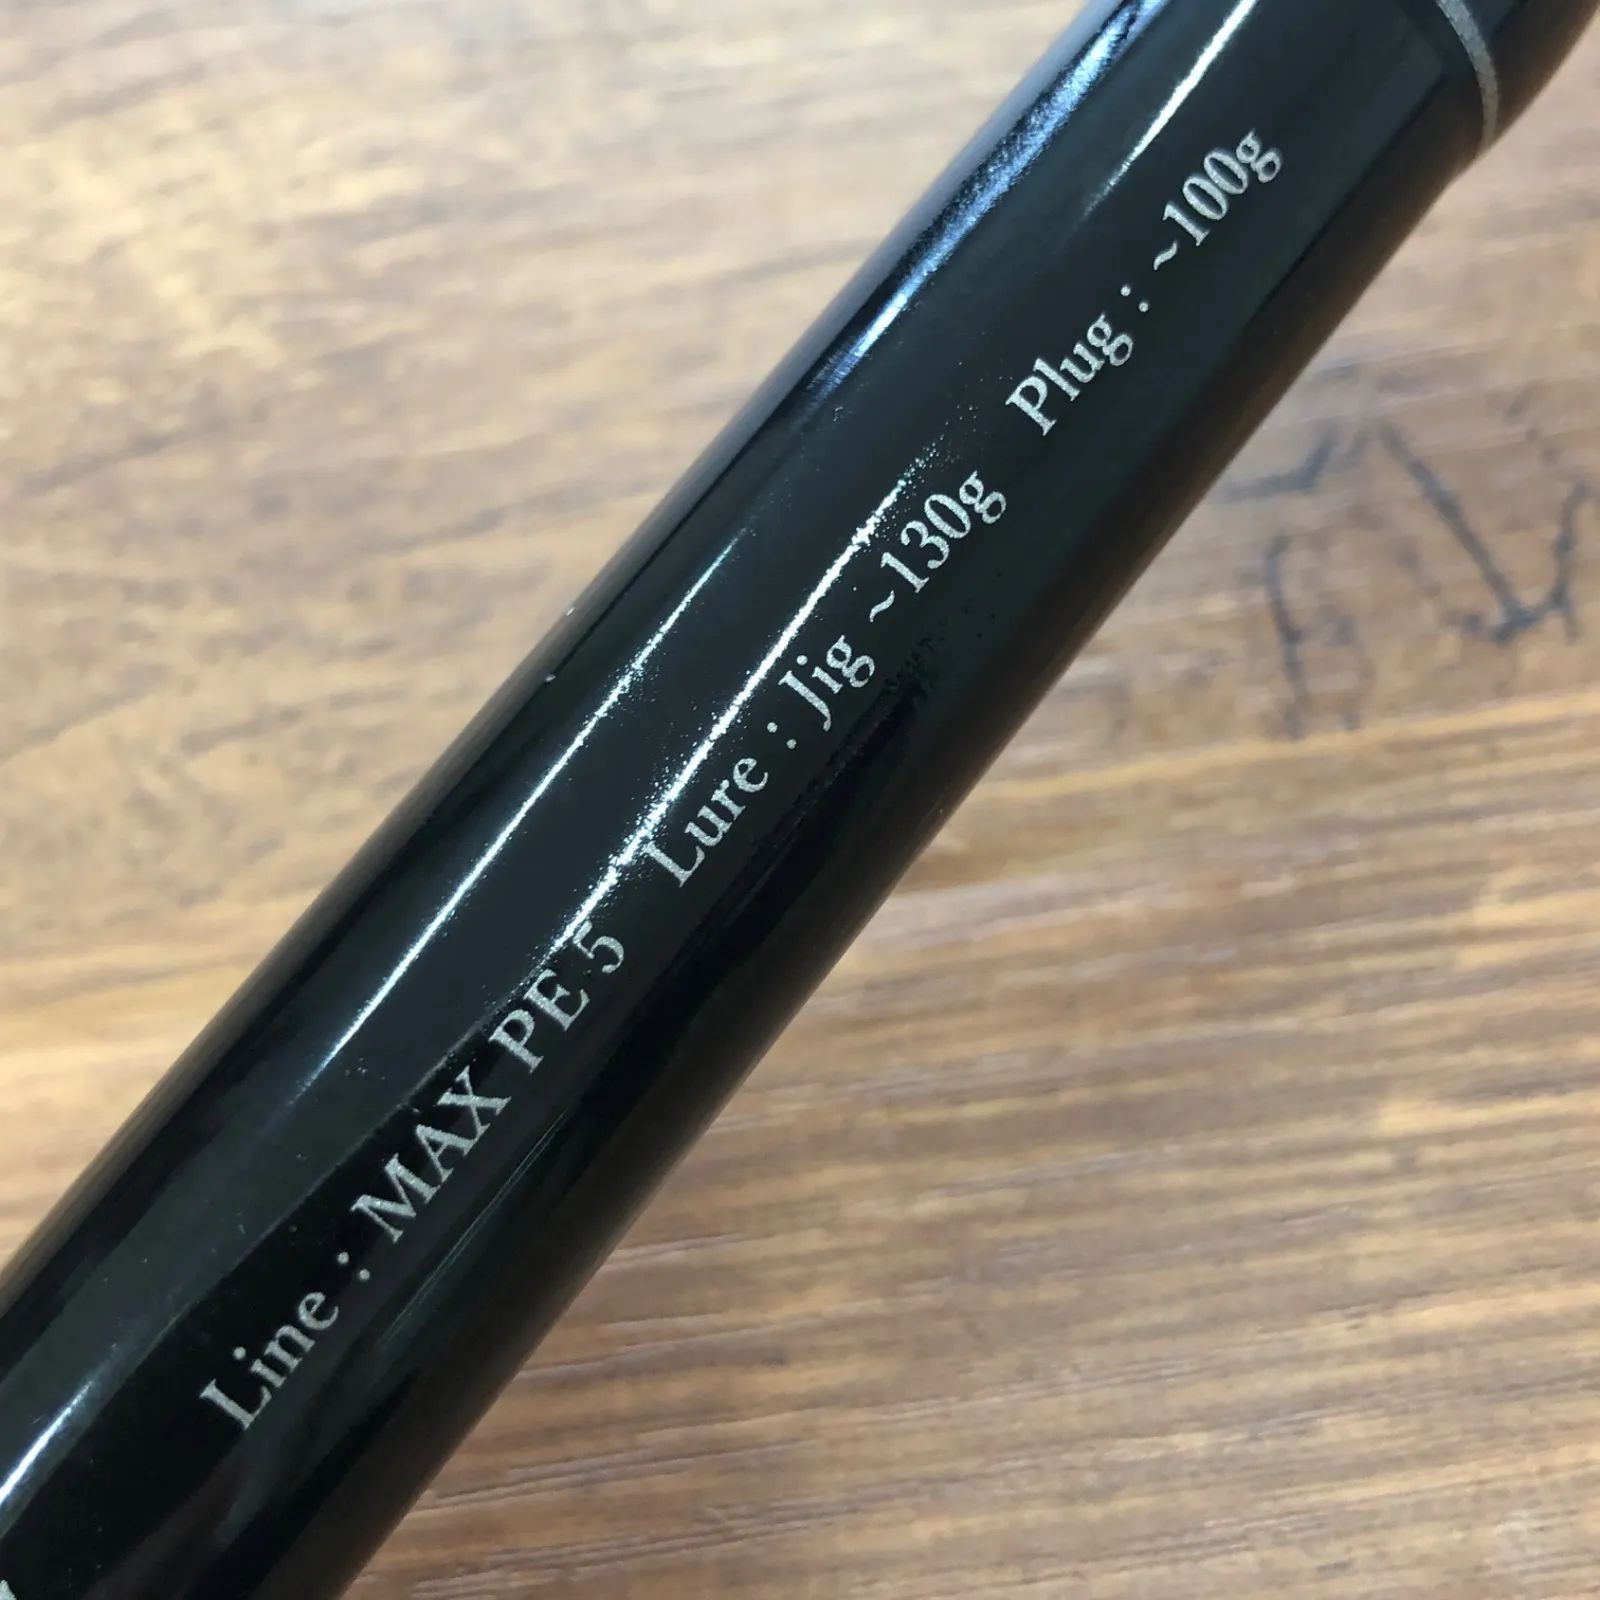 Line : MAX PE 5 Lure : Jig ~130g Plug : ~100g